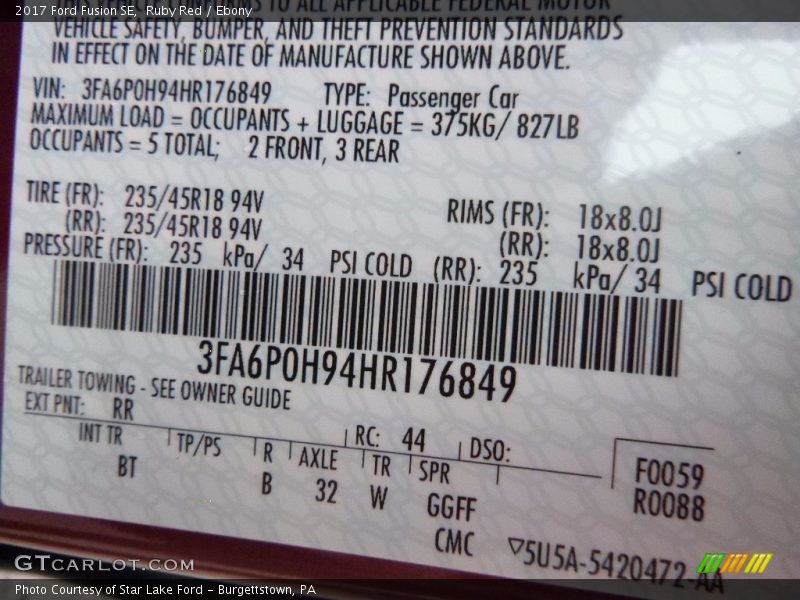 2017 Ford Fusion SE, Ruby Red / Ebony
TO ALL APPLICABLE FEDERAL MOTOR
VEHICLE SAFETY, BUMPER, AND THEFT PREVENTION STANDARDS
IN EFFECT ON THE DATE OF MANUFACTURE SHOWN ABOVE.
VIN: 3FA6P0H94HR176849 TYPE: Passenger Car
MAXIMUM LOAD = OCCUPANTS + LUGGAGE = 375KG/ 827LB
OCCUPANTS = 5 TOTAL; 2 FRONT, 3 REAR
TIRE (FR): 235/45R18 94V RIMS (FR): 18x8.0J
(RR): 235/45R18 94V (RR): 18x8.0J
PRESSURE (FR): 235 kPa/ 34 PSI COLD (RR): 235 kPa/ 34 PSI COLD
3FA6P0H94HR176849
TRAILER TOWING - SEE OWNER GUIDE
EXT PNT: RR RC: 44 DSO:
INT TR TP/PS R AXLE TR SPR F0059
BT B 32 W GGFF R0088
CMC ▽5U5A-5420472-AA
GTCARLOT.COM
Photo Courtesy of Star Lake Ford - Burgettstown, PA